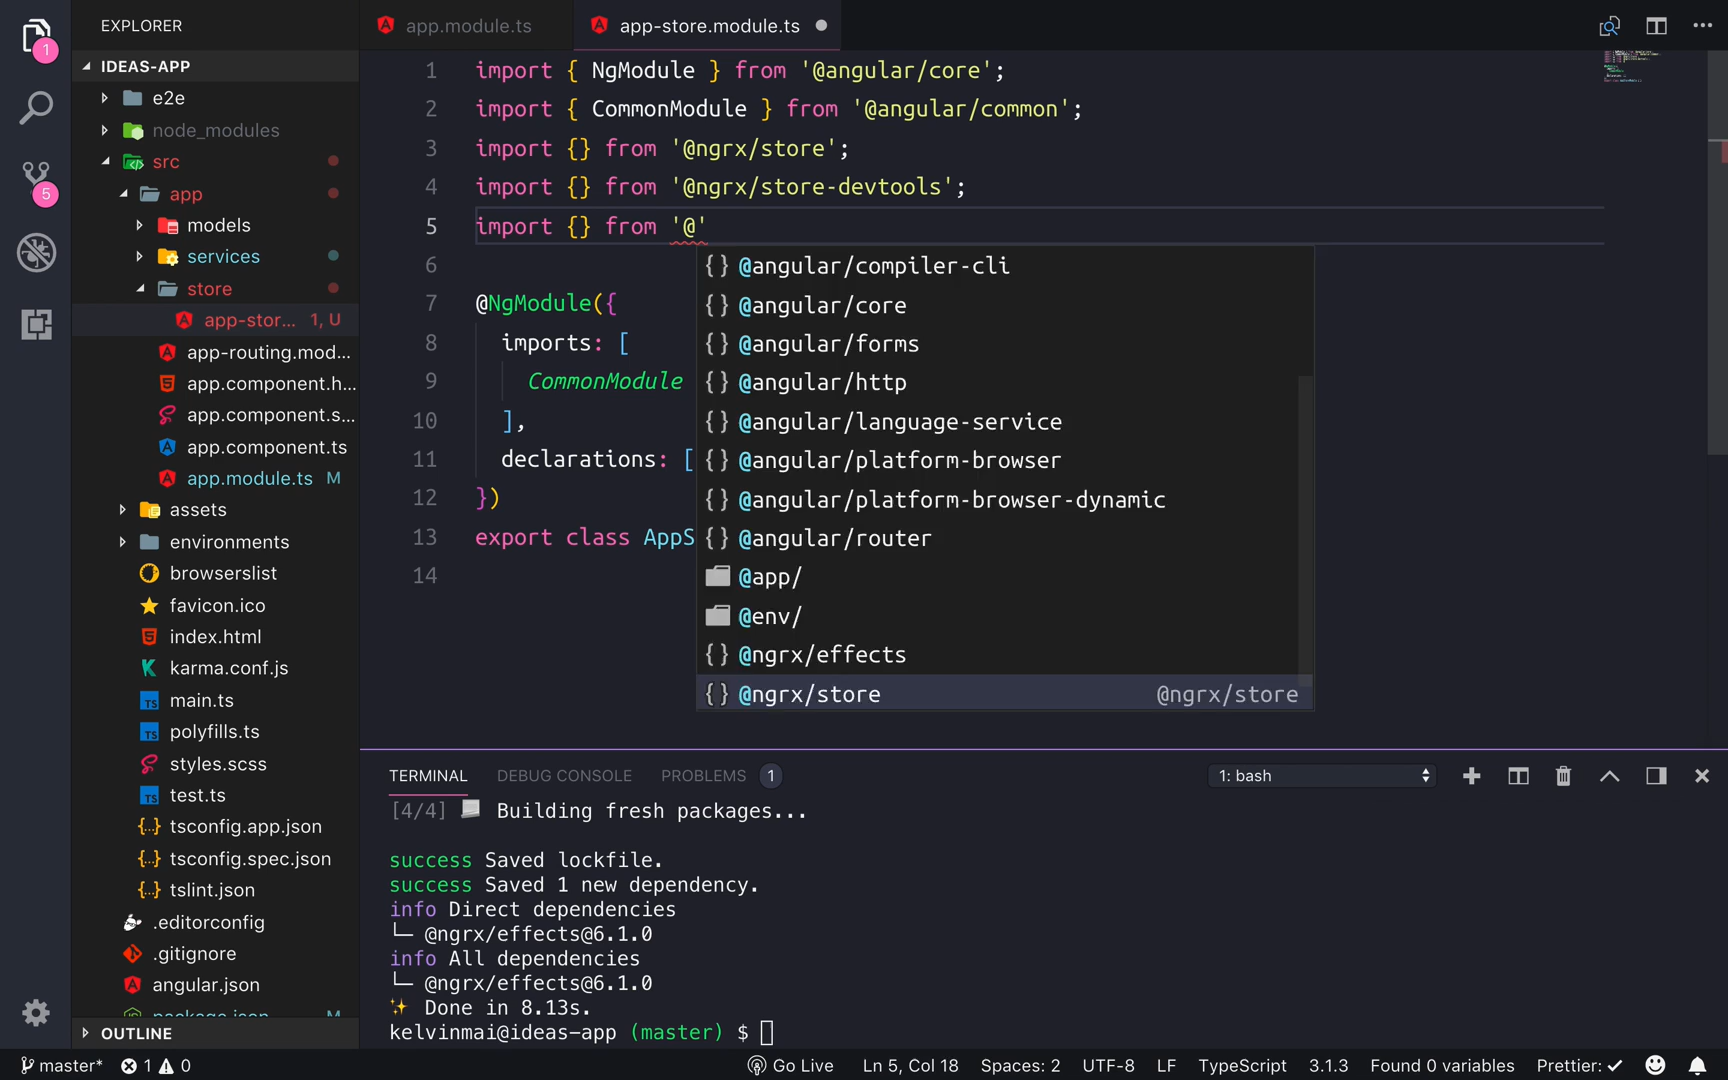 EXPLORER
app.module.ts
app-store.module.ts
1
IDEAS-APP
e2e
node_modules
src
app
models
services
store
app-stor... 1, U
app-routing.mod...
app.component.h...
app.component.s...
app.component.ts
app.module.ts M
assets
environments
browserslist
favicon.ico
index.html
karma.conf.js
main.ts
polyfills.ts
styles.scss
test.ts
tsconfig.app.json
tsconfig.spec.json
tslint.json
.editorconfig
.gitignore
angular.json
package.json M
OUTLINE
5
1 import { NgModule } from '@angular/core';
2 import { CommonModule } from '@angular/common';
3 import {} from '@ngrx/store';
4 import {} from '@ngrx/store-devtools';
5 import {} from '@'
6
7 @NgModule({
8 imports: [
9 CommonModule
10 ],
11 declarations: [
12 })
13 export class AppS
14
{} @angular/compiler-cli
{} @angular/core
{} @angular/forms
{} @angular/http
{} @angular/language-service
{} @angular/platform-browser
{} @angular/platform-browser-dynamic
{} @angular/router
@app/
@env/
{} @ngrx/effects
{} @ngrx/store @ngrx/store
TERMINAL DEBUG CONSOLE PROBLEMS 1 1: bash
[4/4] Building fresh packages...
success Saved lockfile.
success Saved 1 new dependency.
info Direct dependencies
└─ @ngrx/effects@6.1.0
info All dependencies
└─ @ngrx/effects@6.1.0
✨ Done in 8.13s.
kelvinmai@ideas-app (master) $
master* 1 0 Go Live Ln 5, Col 18 Spaces: 2 UTF-8 LF TypeScript 3.1.3 Found 0 variables Prettier: ✓